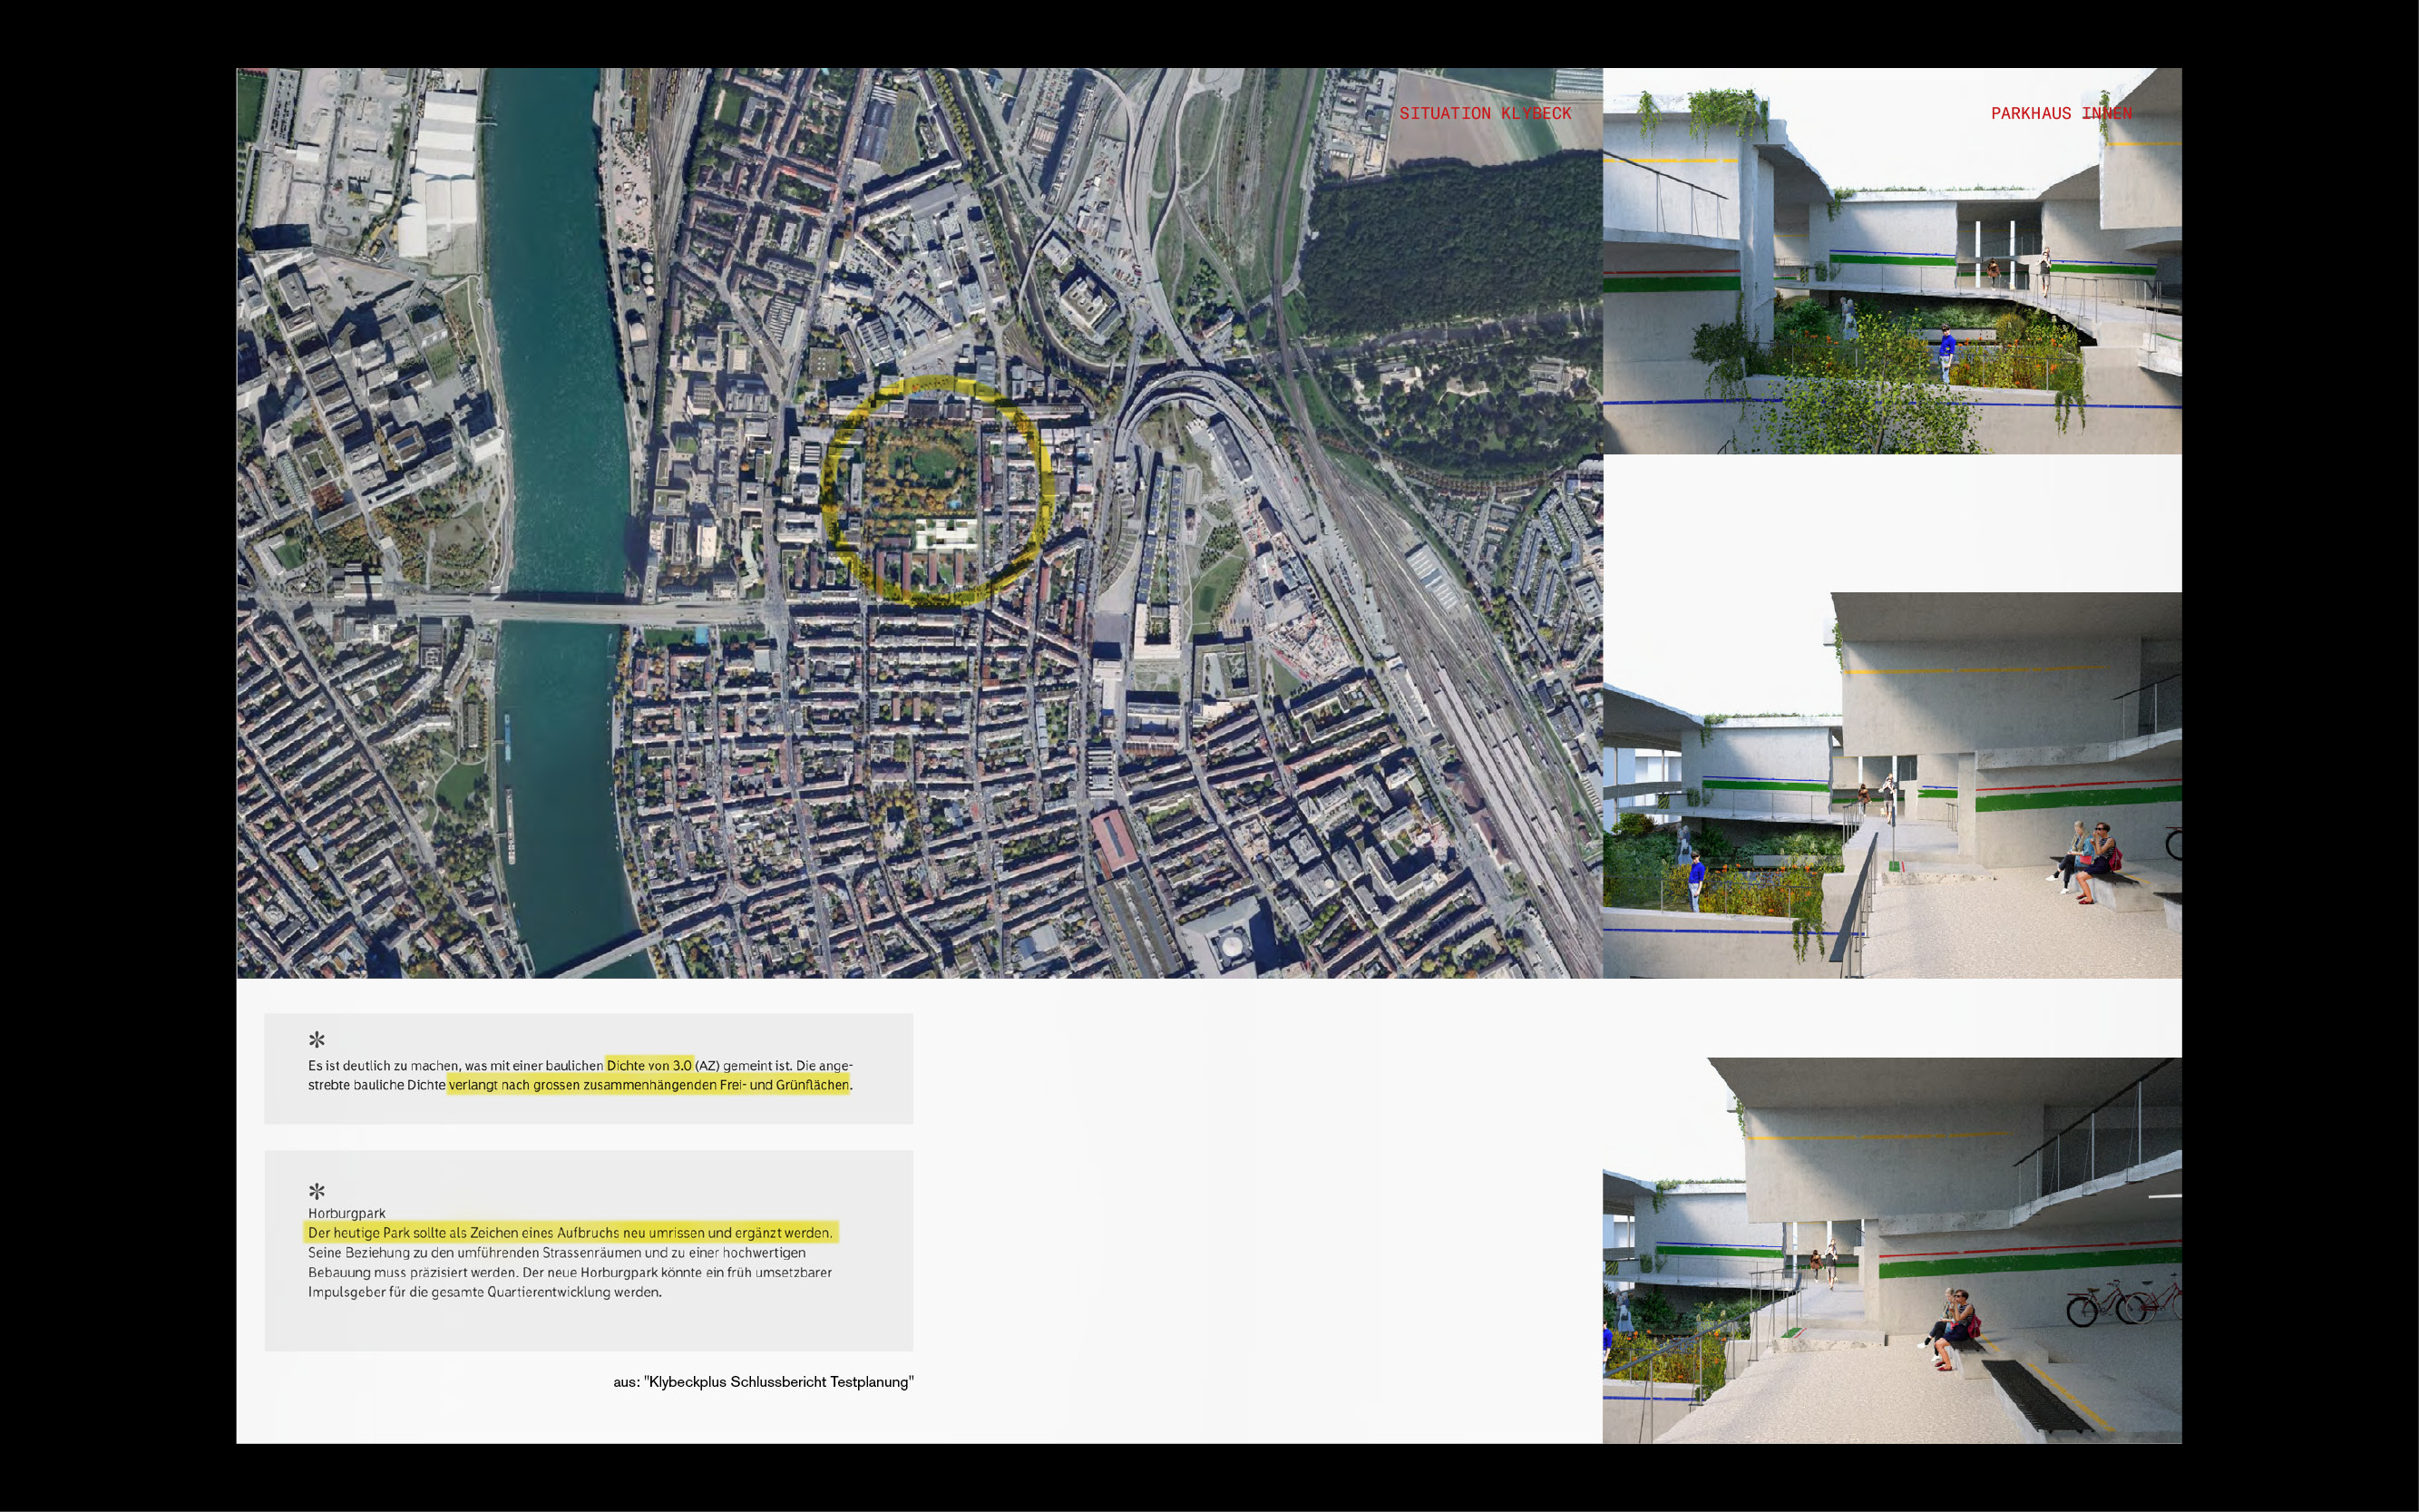 SITUATION KLYBECK
PARKHAUS INNEN
*
Es ist deutlich zu machen, was mit einer baulichen Dichte von 3.0 (AZ) gemeint ist. Die ange-
strebte bauliche Dichte verlangt nach grossen zusammenhängenden Frei- und Grünflächen.
*
Horburgpark
Der heutige Park sollte als Zeichen eines Aufbruchs neu umrissen und ergänzt werden.
Seine Beziehung zu den umführenden Strassenräumen und zu einer hochwertigen
Bebauung muss präzisiert werden. Der neue Horburgpark könnte ein früh umsetzbarer
Impulsgeber für die gesamte Quartierentwicklung werden.
aus: "Klybeckplus Schlussbericht Testplanung"